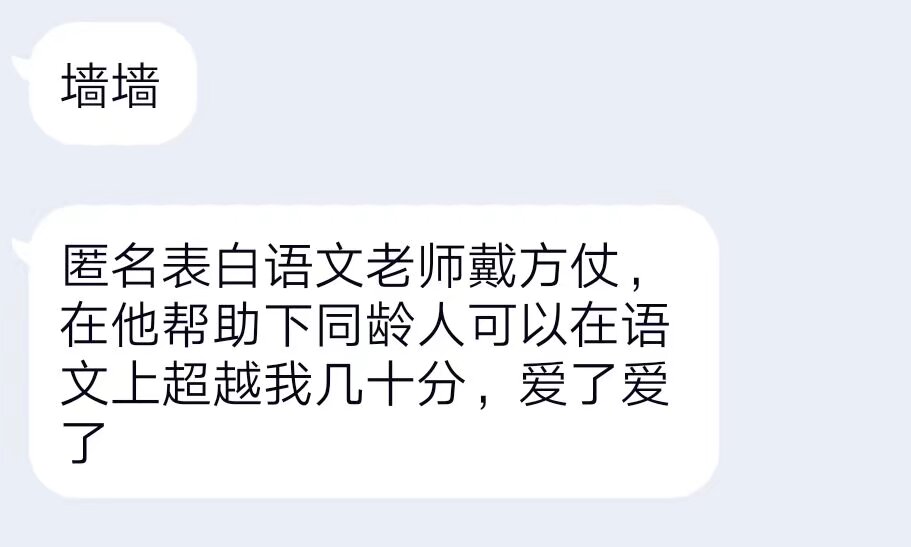 墙墙
匿名表白语文老师戴方仗，
在他帮助下同龄人可以在语
文上超越我几十分，爱了爱
了